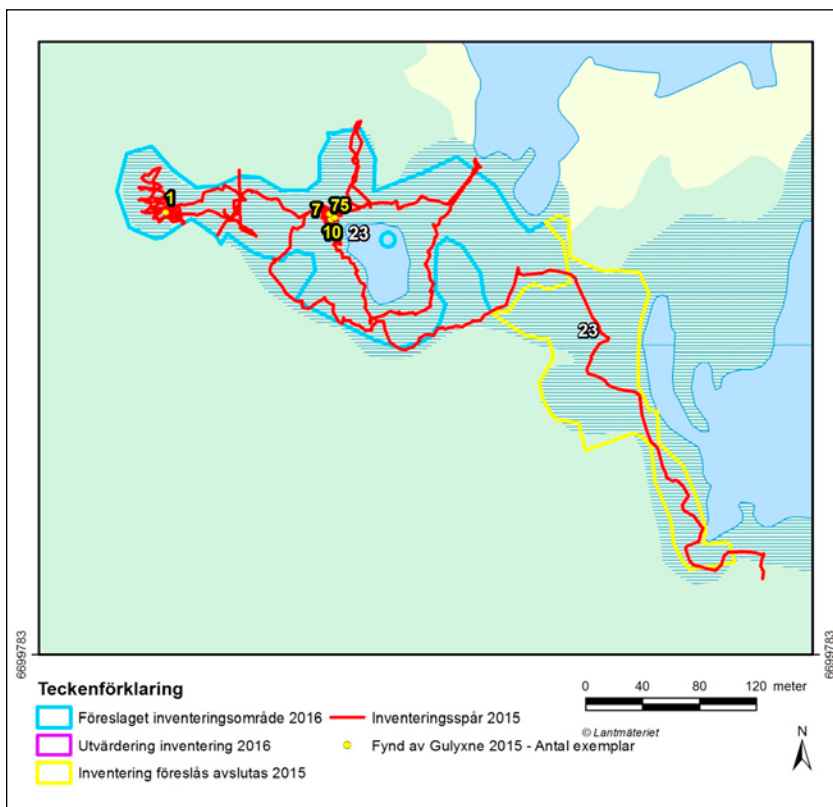 1
7
75
10
23
23
6699783
6699783
Teckenförklaring
Föreslaget inventeringsområde 2016
Utvärdering inventering 2016
Inventering föreslås avslutas 2015
Inventeringsspår 2015
Fynd av Gulyxne 2015 - Antal exemplar
0 40 80 120 meter
© Lantmäteriet
N